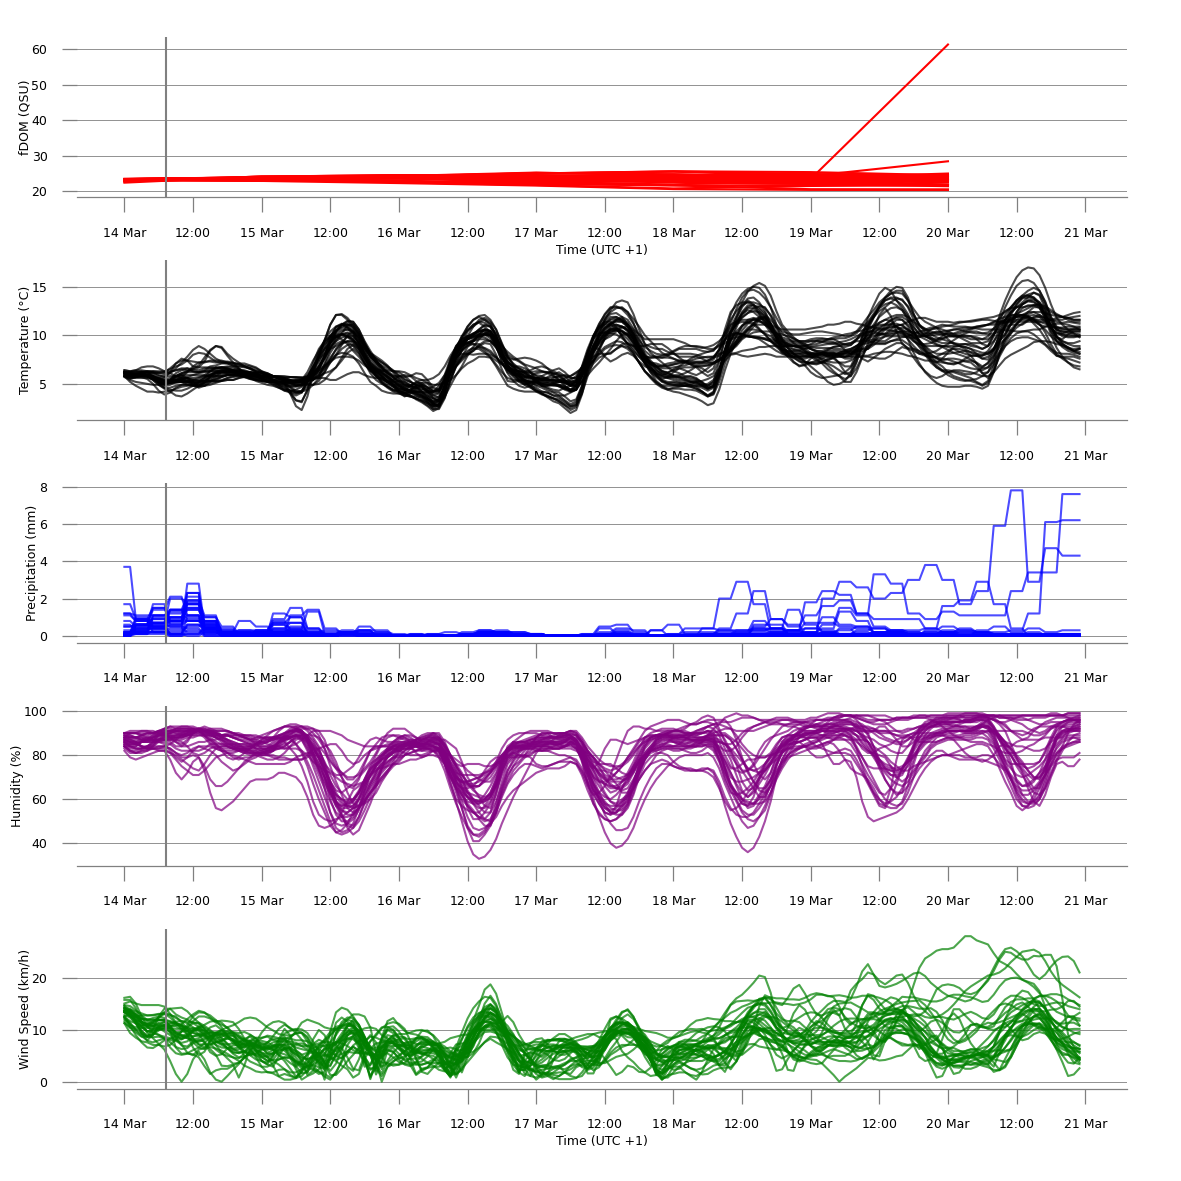 60
50
40
30
20
fDOM (QSU)
14 Mar 12:00 15 Mar 12:00 16 Mar 12:00 17 Mar 12:00 18 Mar 12:00 19 Mar 12:00 20 Mar 12:00 21 Mar
Time (UTC +1)
15
10
5
Temperature (°C)
14 Mar 12:00 15 Mar 12:00 16 Mar 12:00 17 Mar 12:00 18 Mar 12:00 19 Mar 12:00 20 Mar 12:00 21 Mar
8
6
4
2
0
Precipitation (mm)
14 Mar 12:00 15 Mar 12:00 16 Mar 12:00 17 Mar 12:00 18 Mar 12:00 19 Mar 12:00 20 Mar 12:00 21 Mar
100
80
60
40
Humidity (%)
14 Mar 12:00 15 Mar 12:00 16 Mar 12:00 17 Mar 12:00 18 Mar 12:00 19 Mar 12:00 20 Mar 12:00 21 Mar
20
10
0
Wind Speed (km/h)
14 Mar 12:00 15 Mar 12:00 16 Mar 12:00 17 Mar 12:00 18 Mar 12:00 19 Mar 12:00 20 Mar 12:00 21 Mar
Time (UTC +1)